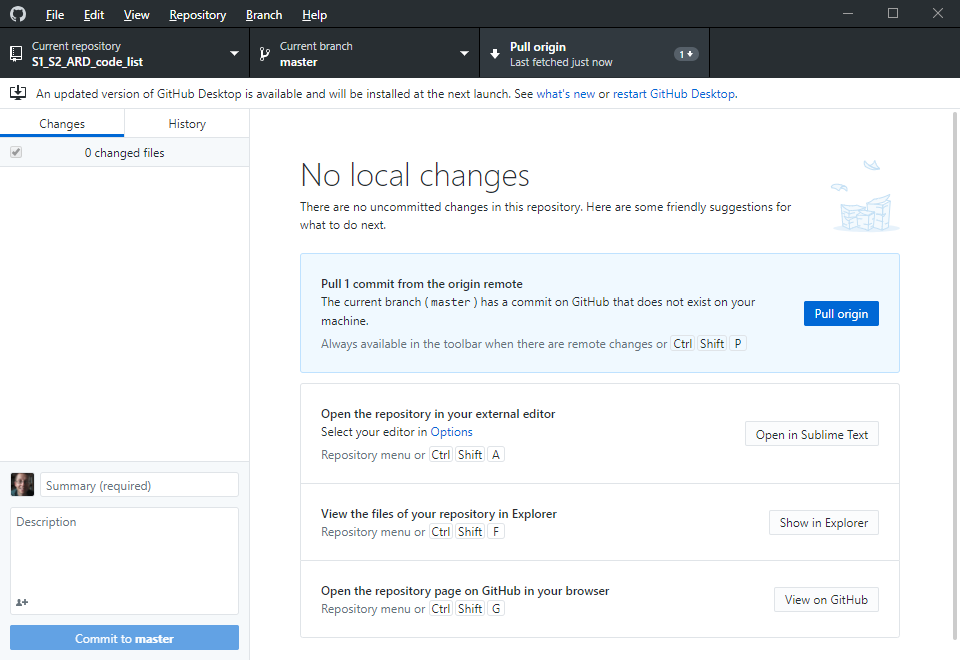 File Edit View Repository Branch Help
Current repository
S1_S2_ARD_code_list
Current branch
master
Pull origin
Last fetched just now
1
An updated version of GitHub Desktop is available and will be installed at the next launch. See what's new or restart GitHub Desktop.
Changes
History
0 changed files
No local changes
There are no uncommitted changes in this repository. Here are some friendly suggestions for
what to do next.
Pull 1 commit from the origin remote
The current branch (master) has a commit on GitHub that does not exist on your
machine.
Always available in the toolbar when there are remote changes or Ctrl Shift P
Pull origin
Open the repository in your external editor
Select your editor in Options
Repository menu or Ctrl Shift A
Open in Sublime Text
View the files of your repository in Explorer
Repository menu or Ctrl Shift F
Show in Explorer
Open the repository page on GitHub in your browser
Repository menu or Ctrl Shift G
View on GitHub
Summary (required)
Description
Commit to master